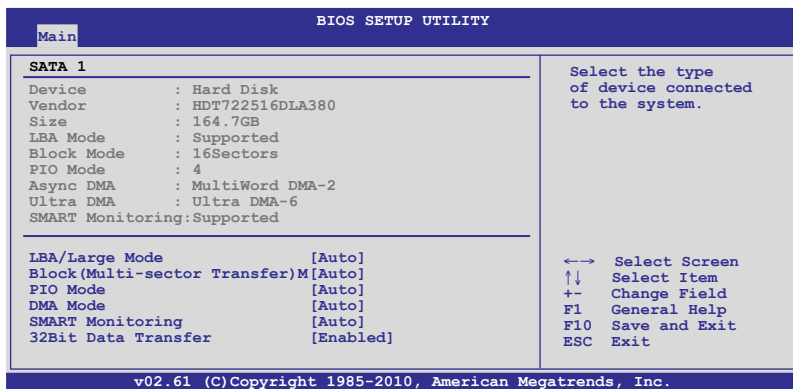 BIOS SETUP UTILITY
Main
SATA 1
Device : Hard Disk
Vendor : HDT722516DLA380
Size : 164.7GB
LBA Mode : Supported
Block Mode : 16Sectors
PIO Mode : 4
Async DMA : MultiWord DMA-2
Ultra DMA : Ultra DMA-6
SMART Monitoring:Supported
LBA/Large Mode [Auto]
Block(Multi-sector Transfer)M[Auto]
PIO Mode [Auto]
DMA Mode [Auto]
SMART Monitoring [Auto]
32Bit Data Transfer [Enabled]
Select the type
of device connected
to the system.
←→ Select Screen
↑↓ Select Item
+- Change Field
F1 General Help
F10 Save and Exit
ESC Exit
v02.61 (C)Copyright 1985-2010, American Megatrends, Inc.